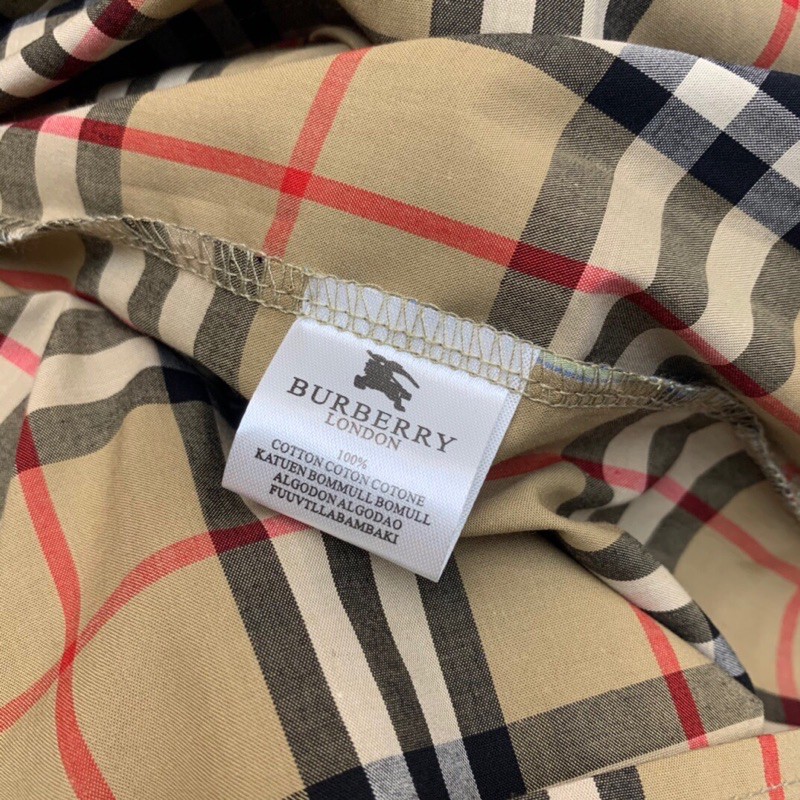 BURBERRY
LONDON
100%
COTTON COTON COTONE
KATUEN BOMMULL BOMULL
ALGODON ALGODAO
FUUVTLLABAMBAKI